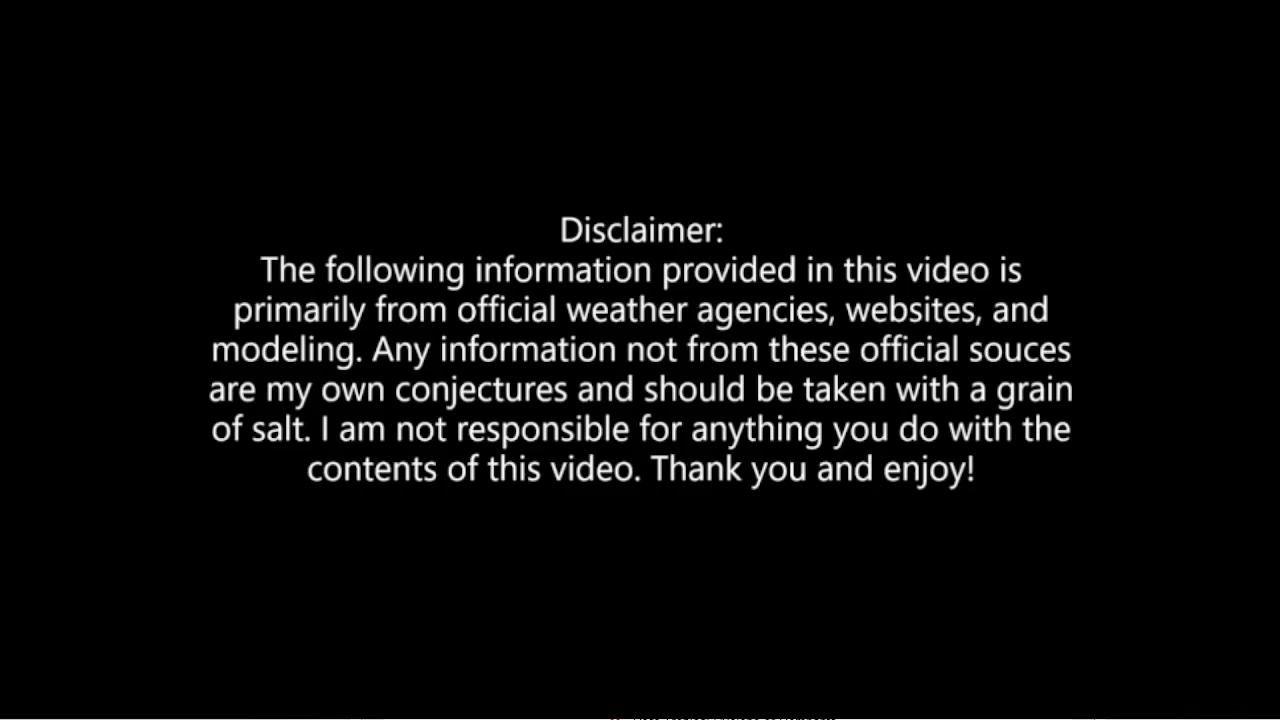 Disclaimer:
The following information provided in this video is
primarily from official weather agencies, websites, and
modeling. Any information not from these official souces
are my own conjectures and should be taken with a grain
of salt. I am not responsible for anything you do with the
contents of this video. Thank you and enjoy!